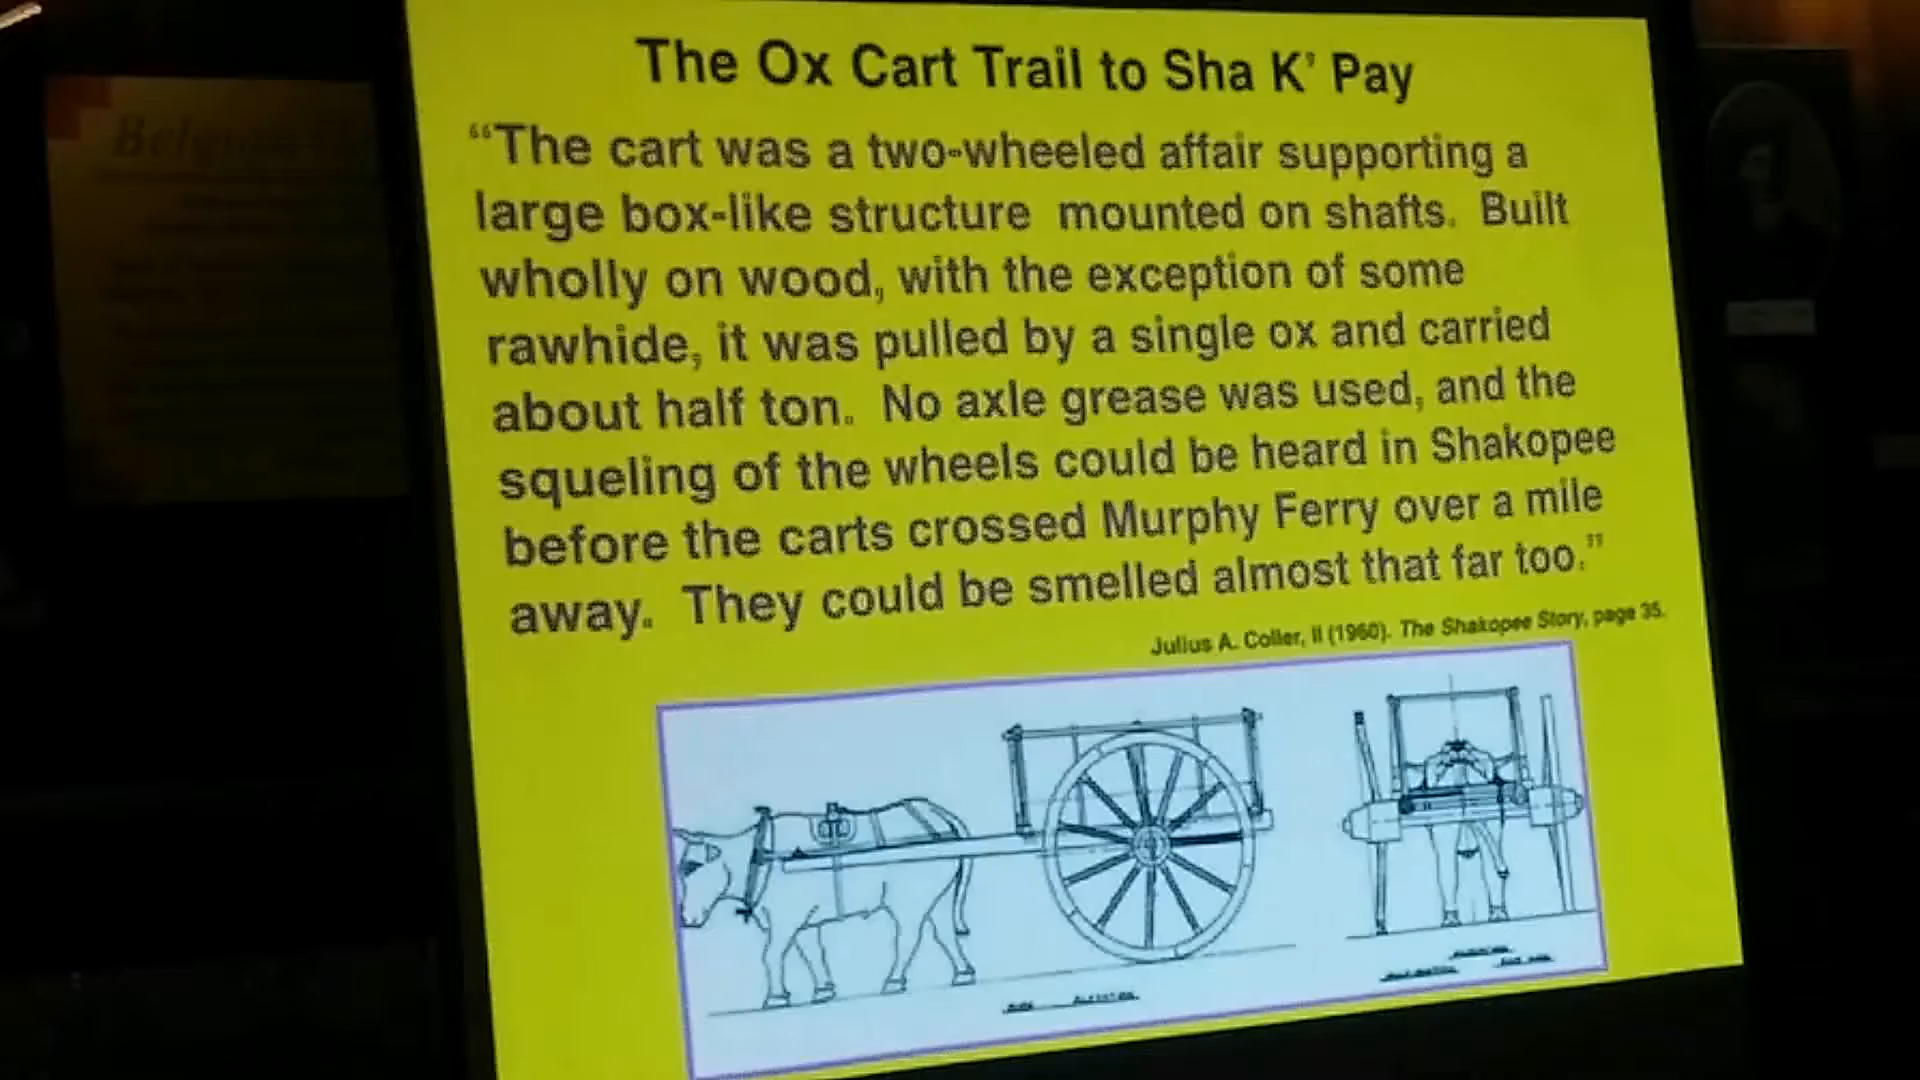 The Ox Cart Trail to Sha K' Pay
“The cart was a two-wheeled affair supporting a
large box-like structure mounted on shafts. Built
wholly on wood, with the exception of some
rawhide, it was pulled by a single ox and carried
about half ton. No axle grease was used, and the
squeling of the wheels could be heard in Shakopee
before the carts crossed Murphy Ferry over a mile
away. They could be smelled almost that far too.”
Julius A. Coller, II (1960). The Shakopee Story, page 35.
Belgian